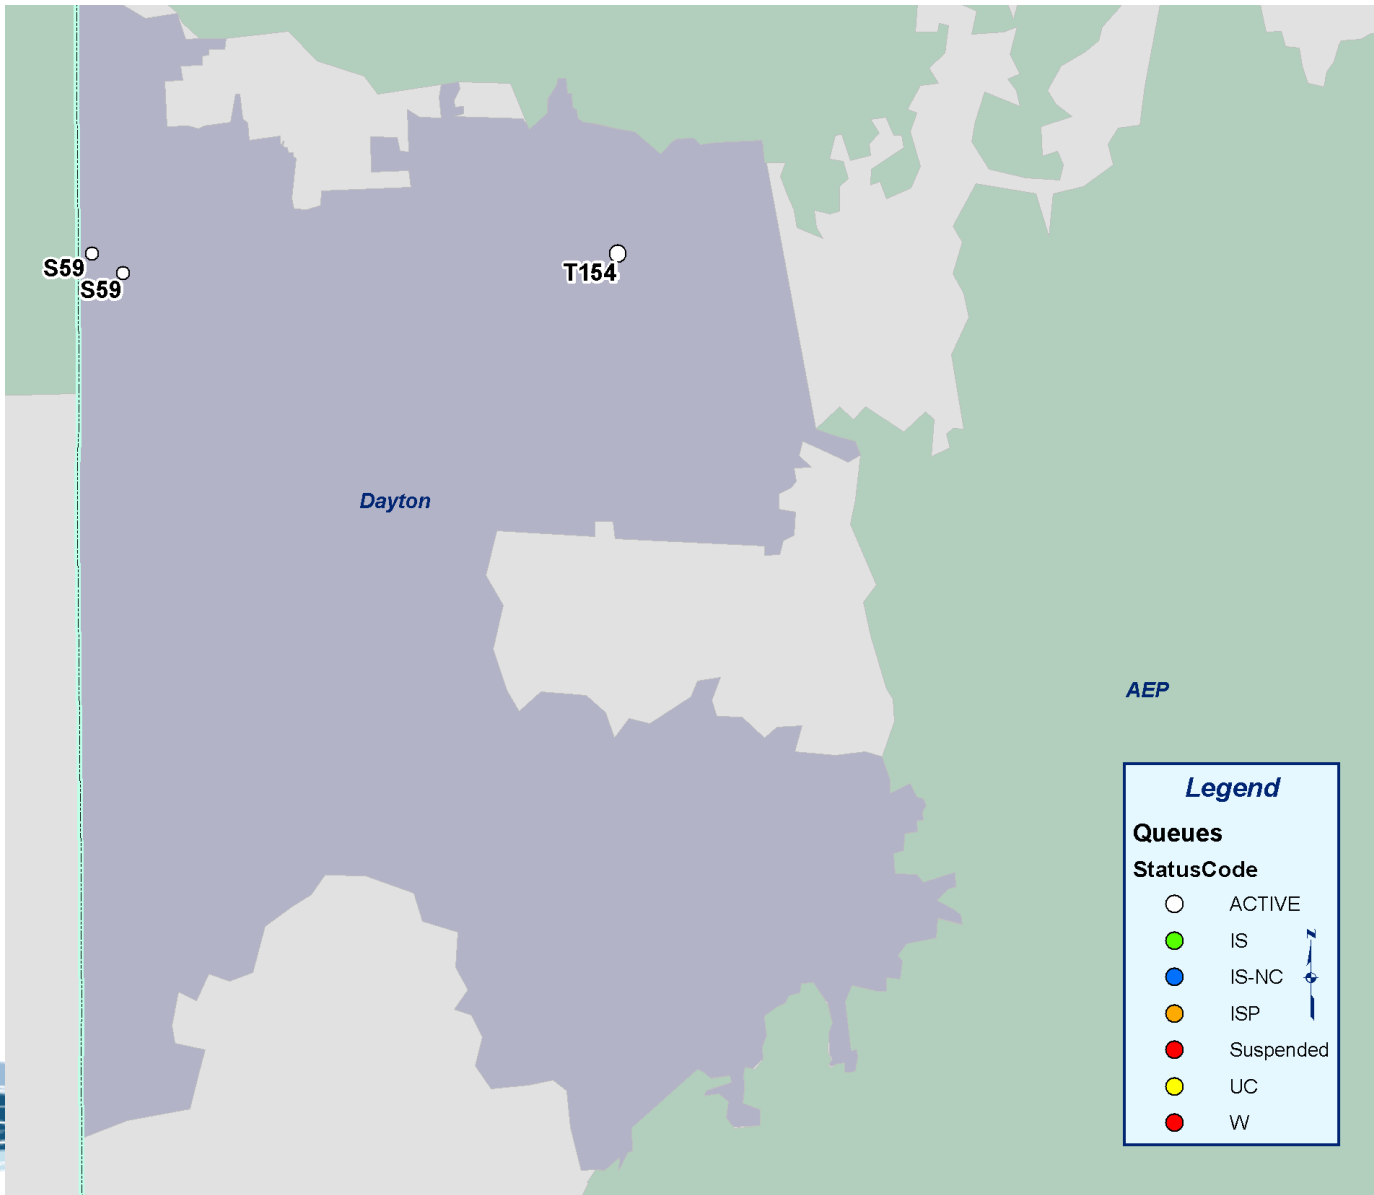 S59
S59
T154
Dayton
AEP
Legend
Queues
StatusCode
ACTIVE
IS
IS-NC
ISP
Suspended
UC
W
N